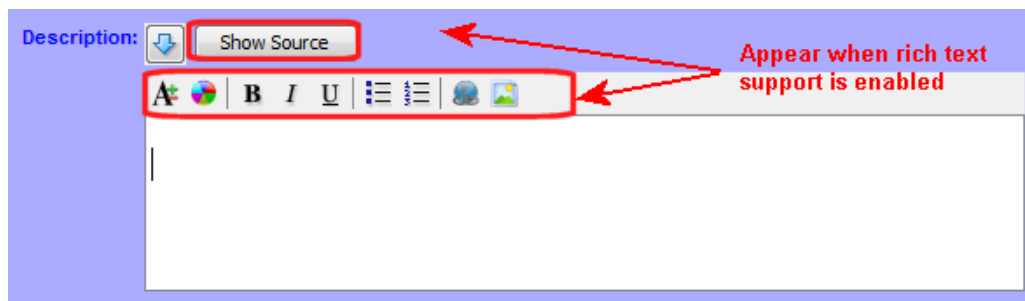 Description:
Show Source
Appear when rich text
support is enabled
A B I U